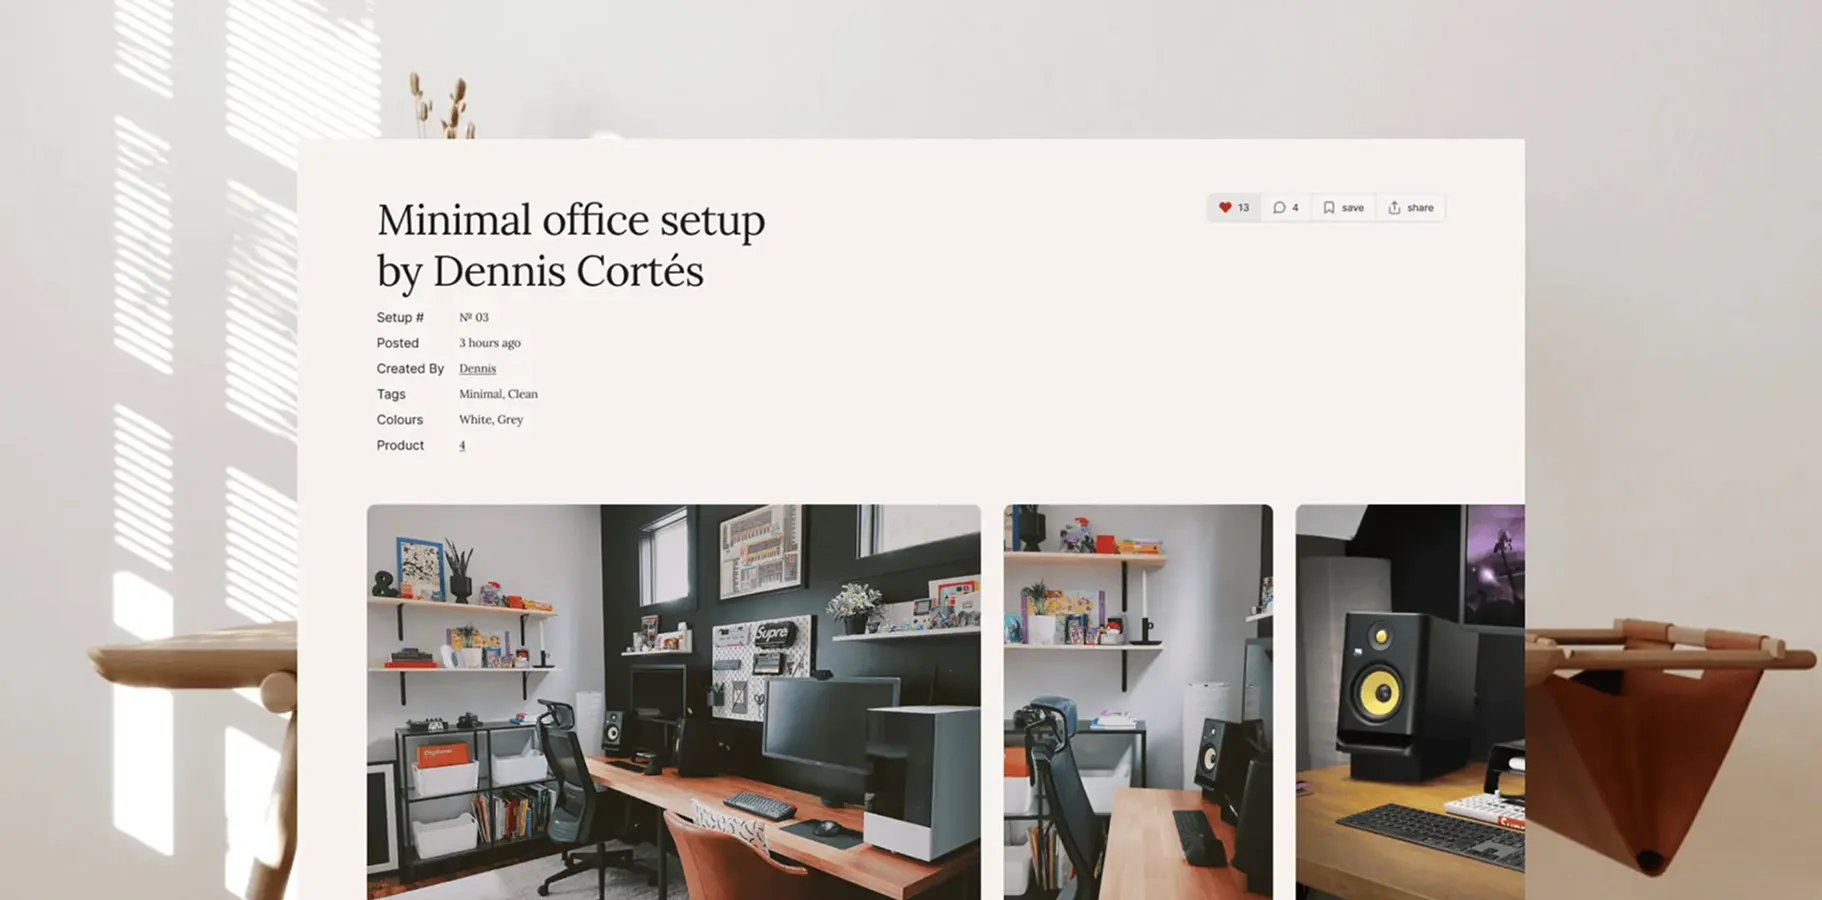 Minimal office setup
by Dennis Cortés
13
4
save
share
Setup # Nº 03
Posted 3 hours ago
Created By Dennis
Tags Minimal, Clean
Colours White, Grey
Product 4
Supre